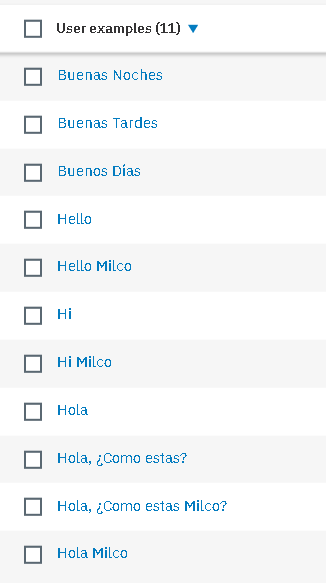 User examples (11) ▼
Buenas Noches
Buenas Tardes
Buenos Días
Hello
Hello Milco
Hi
Hi Milco
Hola
Hola, ¿Como estas?
Hola, ¿Como estas Milco?
Hola Milco